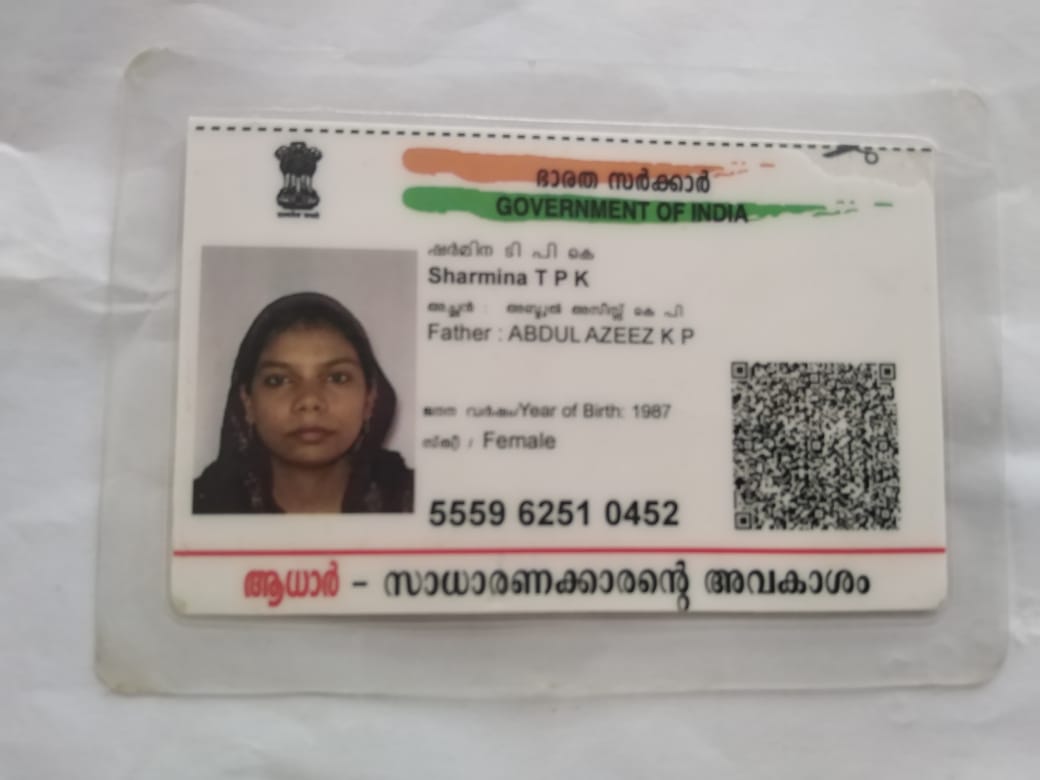 ഭാരത സർക്കാർ
GOVERNMENT OF INDIA
ഷർമിന ടി പി കെ
Sharmina T P K
അച്ഛൻ : അബ്ദുൽ അസീസ്സ് കെ പി
Father : ABDUL AZEEZ K P
ജനന വർഷം/Year of Birth: 1987
സ്ത്രീ / Female
5559 6251 0452
ആധാർ - സാധാരണക്കാരന്റെ അവകാശം